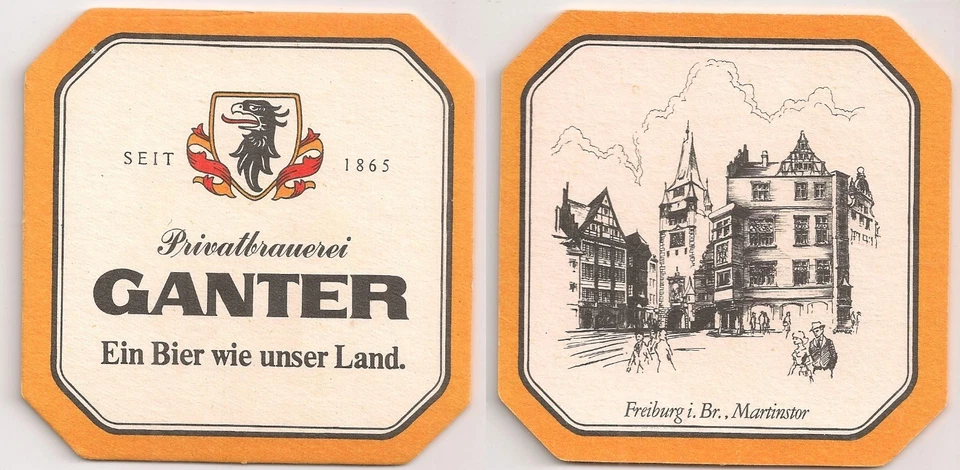 SEIT 1865
Privatbrauerei
GANTER
Ein Bier wie unser Land.
Freiburg i. Br., Martinstor